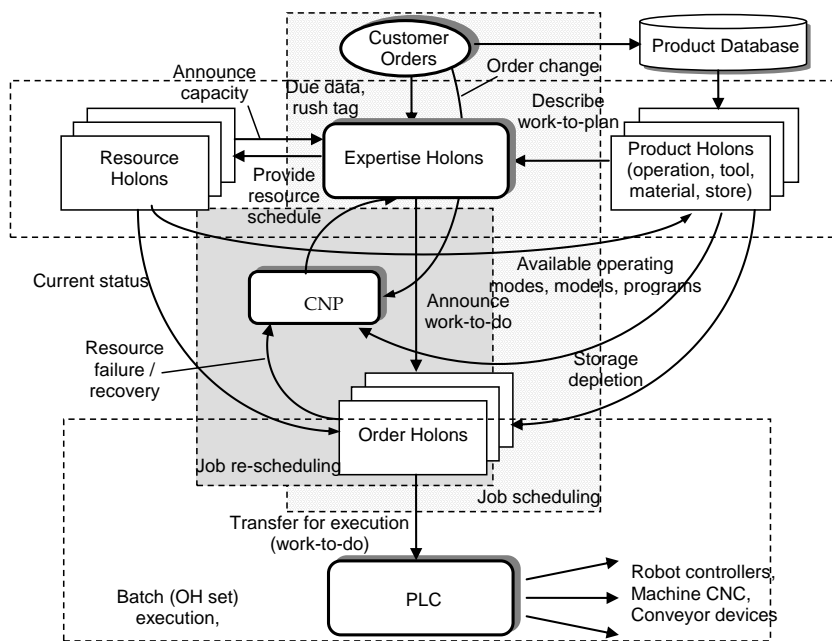 Customer
Orders
Product Database
Announce
capacity
Due data,
rush tag
Order change
Describe
work-to-plan
Resource
Holons
Expertise Holons
Product Holons
(operation, tool,
material, store)
Provide
resource
schedule
Current status
CNP
Available operating
modes, models, programs
Announce
work-to-do
Resource
failure /
recovery
Storage
depletion
Order Holons
Job re-scheduling
Job scheduling
Transfer for execution
(work-to-do)
Batch (OH set)
execution,
PLC
Robot controllers,
Machine CNC,
Conveyor devices